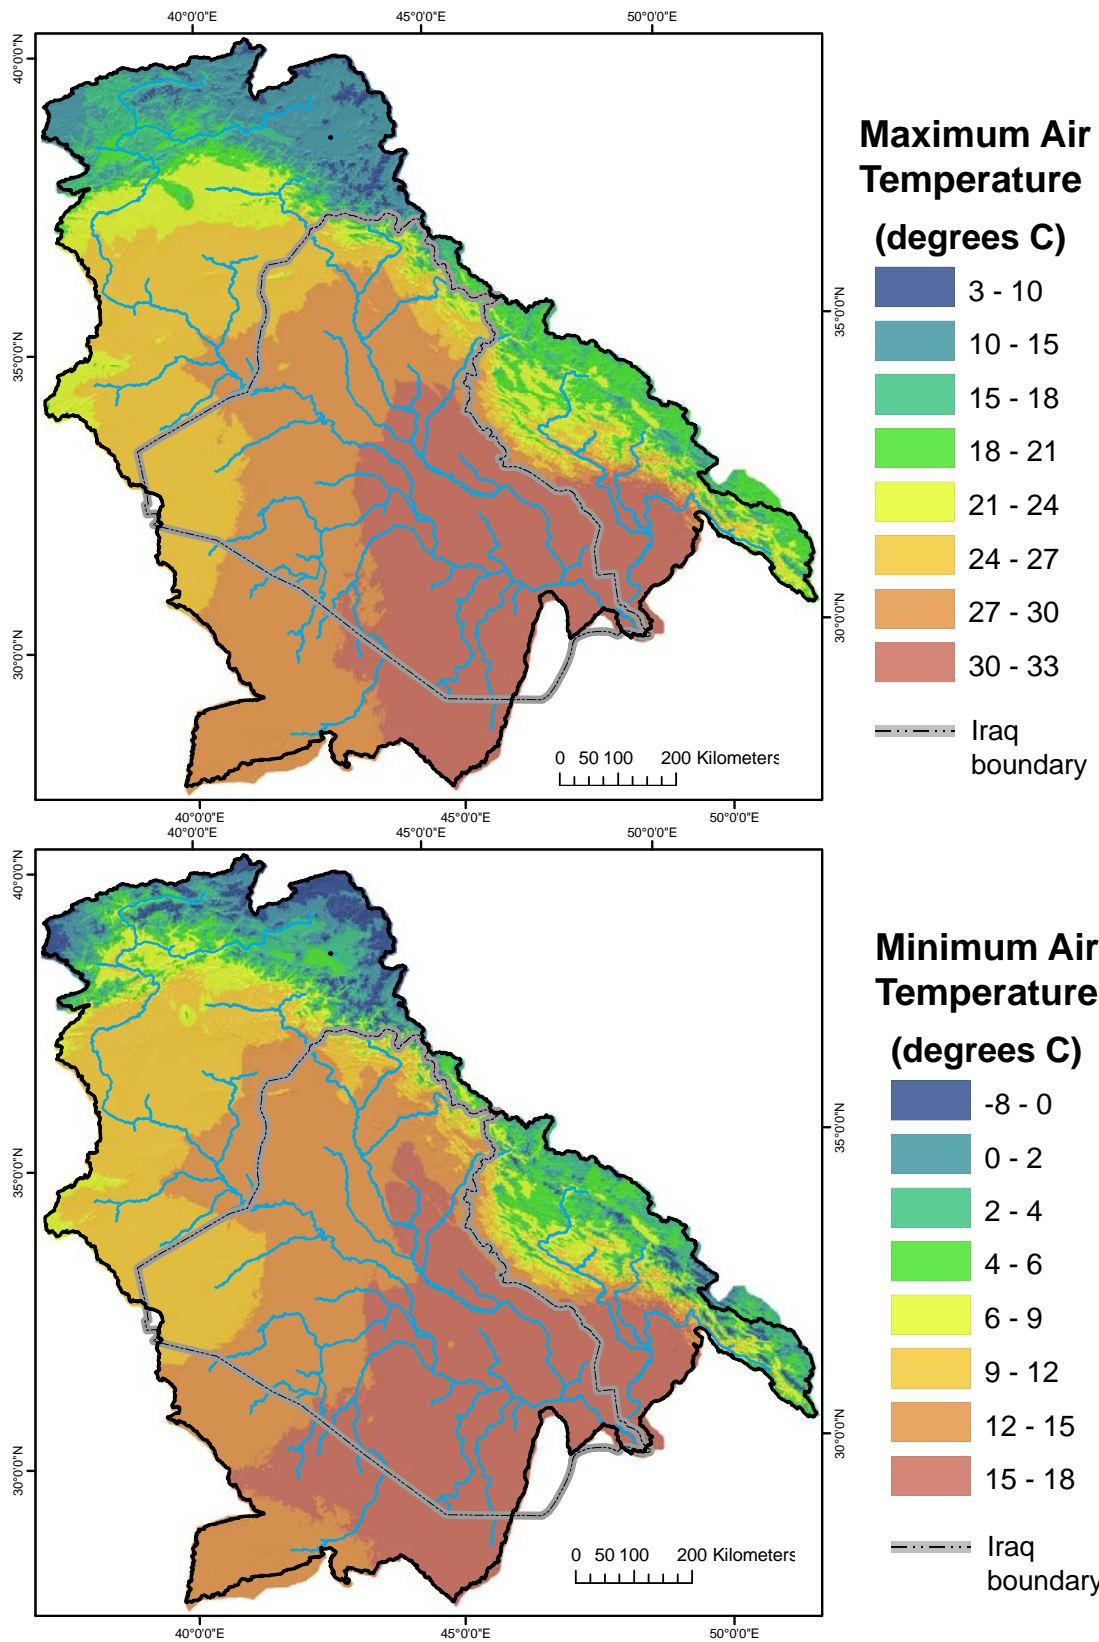 40°0'0"E 45°0'0"E 50°0'0"E
40°0'0"N
35°0'0"N
35°0'0"N
30°0'0"N
30°0'0"N
Maximum Air
Temperature
(degrees C)
3 - 10
10 - 15
15 - 18
18 - 21
21 - 24
24 - 27
27 - 30
30 - 33
Iraq
boundary
0 50 100 200 Kilometers
40°0'0"E 45°0'0"E 50°0'0"E
40°0'0"E 45°0'0"E 50°0'0"E
40°0'0"N
35°0'0"N
35°0'0"N
30°0'0"N
30°0'0"N
Minimum Air
Temperature
(degrees C)
-8 - 0
0 - 2
2 - 4
4 - 6
6 - 9
9 - 12
12 - 15
15 - 18
Iraq
boundary
0 50 100 200 Kilometers
40°0'0"E 45°0'0"E 50°0'0"E